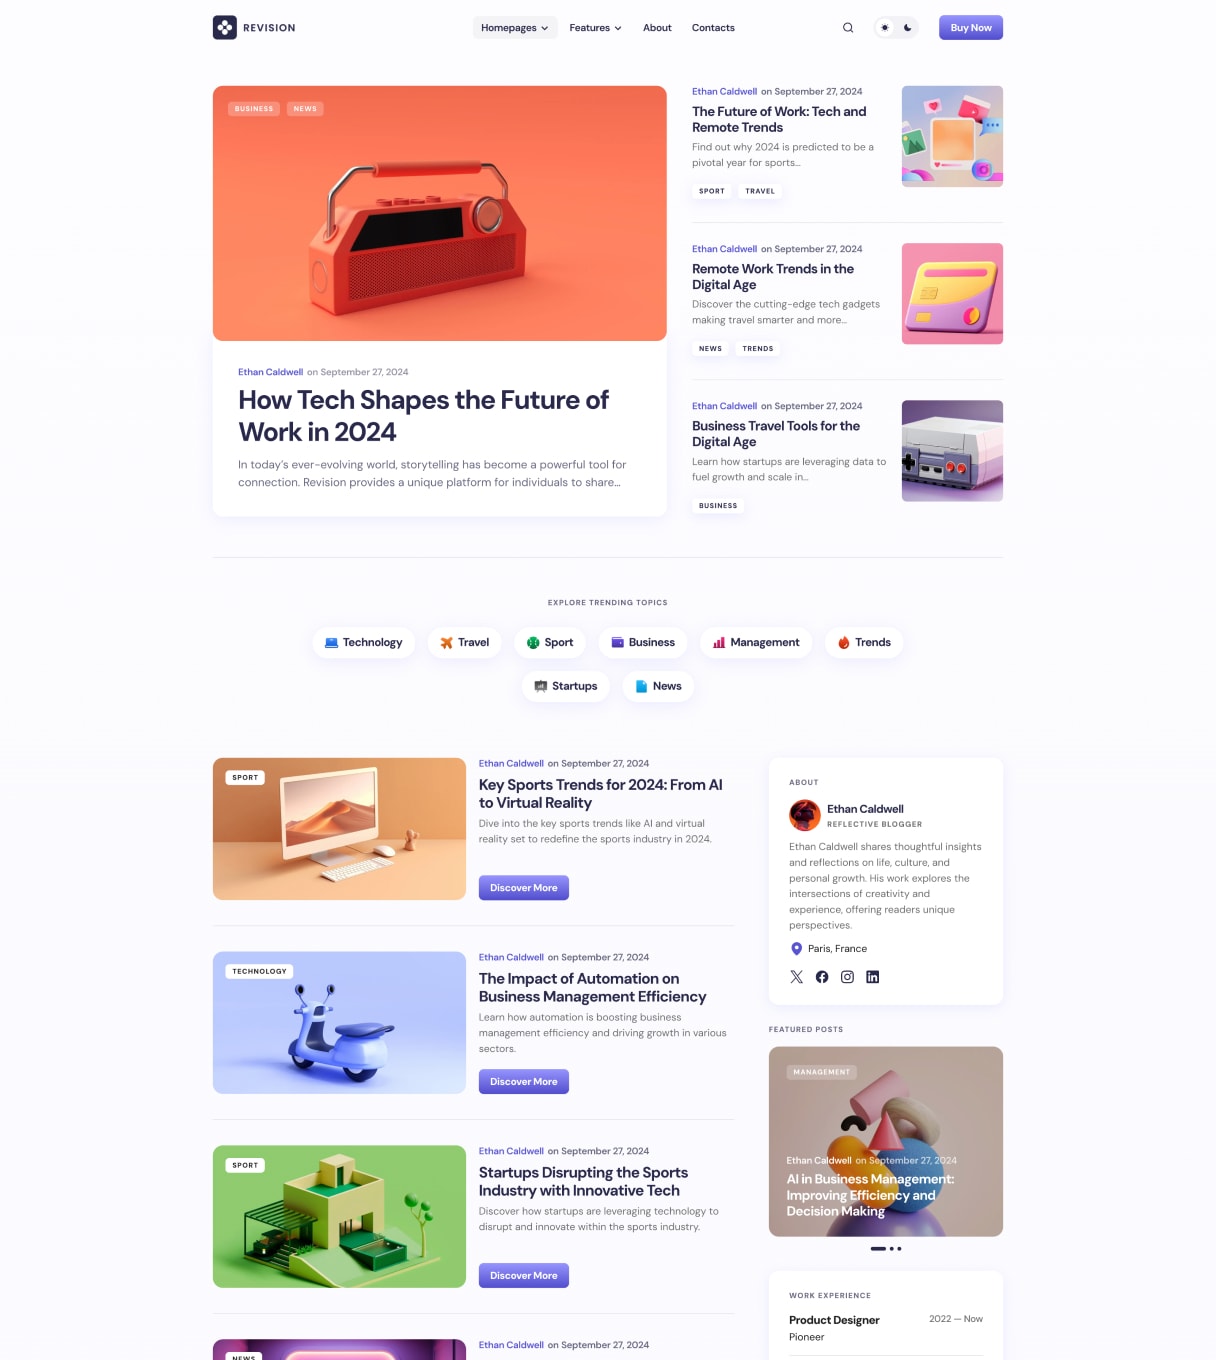 REVISION
Homepages
Features
About
Contacts
Buy Now
BUSINESS
NEWS
Ethan Caldwell on September 27, 2024
How Tech Shapes the Future of
Work in 2024
In today's ever-evolving world, storytelling has become a powerful tool for
connection. Revision provides a unique platform for individuals to share...
Ethan Caldwell on September 27, 2024
The Future of Work: Tech and
Remote Trends
Find out why 2024 is predicted to be a
pivotal year for sports...
SPORT
TRAVEL
Ethan Caldwell on September 27, 2024
Remote Work Trends in the
Digital Age
Discover the cutting-edge tech gadgets
making travel smarter and more...
NEWS
TRENDS
Ethan Caldwell on September 27, 2024
Business Travel Tools for the
Digital Age
Learn how startups are leveraging data to
fuel growth and scale in...
BUSINESS
EXPLORE TRENDING TOPICS
Technology
Travel
Sport
Business
Management
Trends
Startups
News
SPORT
Ethan Caldwell on September 27, 2024
Key Sports Trends for 2024: From AI
to Virtual Reality
Dive into the key sports trends like AI and virtual
reality set to redefine the sports industry in 2024.
Discover More
TECHNOLOGY
Ethan Caldwell on September 27, 2024
The Impact of Automation on
Business Management Efficiency
Learn how automation is boosting business
management efficiency and driving growth in various
sectors.
Discover More
SPORT
Ethan Caldwell on September 27, 2024
Startups Disrupting the Sports
Industry with Innovative Tech
Discover how startups are leveraging technology to
disrupt and innovate within the sports industry.
Discover More
NEWS
Ethan Caldwell on September 27, 2024
ABOUT
Ethan Caldwell
REFLECTIVE BLOGGER
Ethan Caldwell shares thoughtful insights
and reflections on life, culture, and
personal growth. His work explores the
intersections of creativity and
experience, offering readers unique
perspectives.
Paris, France
FEATURED POSTS
MANAGEMENT
Ethan Caldwell on September 27, 2024
AI in Business Management:
Improving Efficiency and
Decision Making
WORK EXPERIENCE
Product Designer
2022 — Now
Pioneer